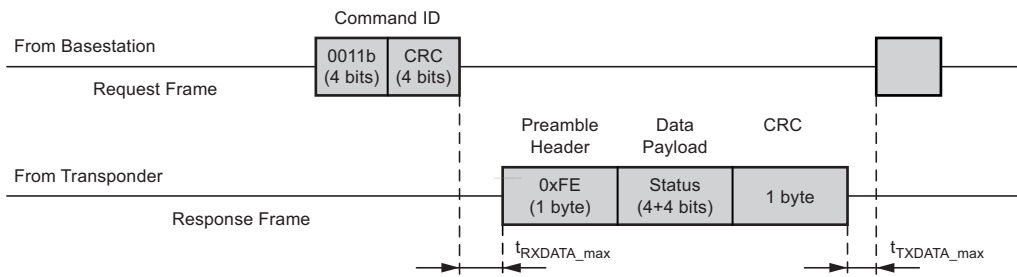 Command ID
From Basestation
0011b
(4 bits)
CRC
(4 bits)
Request Frame
Preamble
Header
Data
Payload
CRC
From Transponder
0xFE
(1 byte)
Status
(4+4 bits)
1 byte
Response Frame
tRXDATA_max
tTXDATA_max